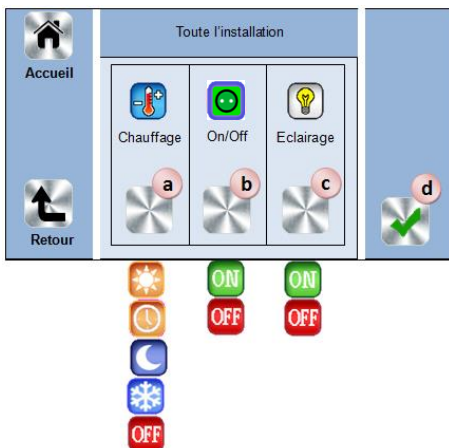 Toute l'installation
Accueil
Chauffage On/Off Eclairage
a b c d
Retour
ON ON
OFF OFF
OFF